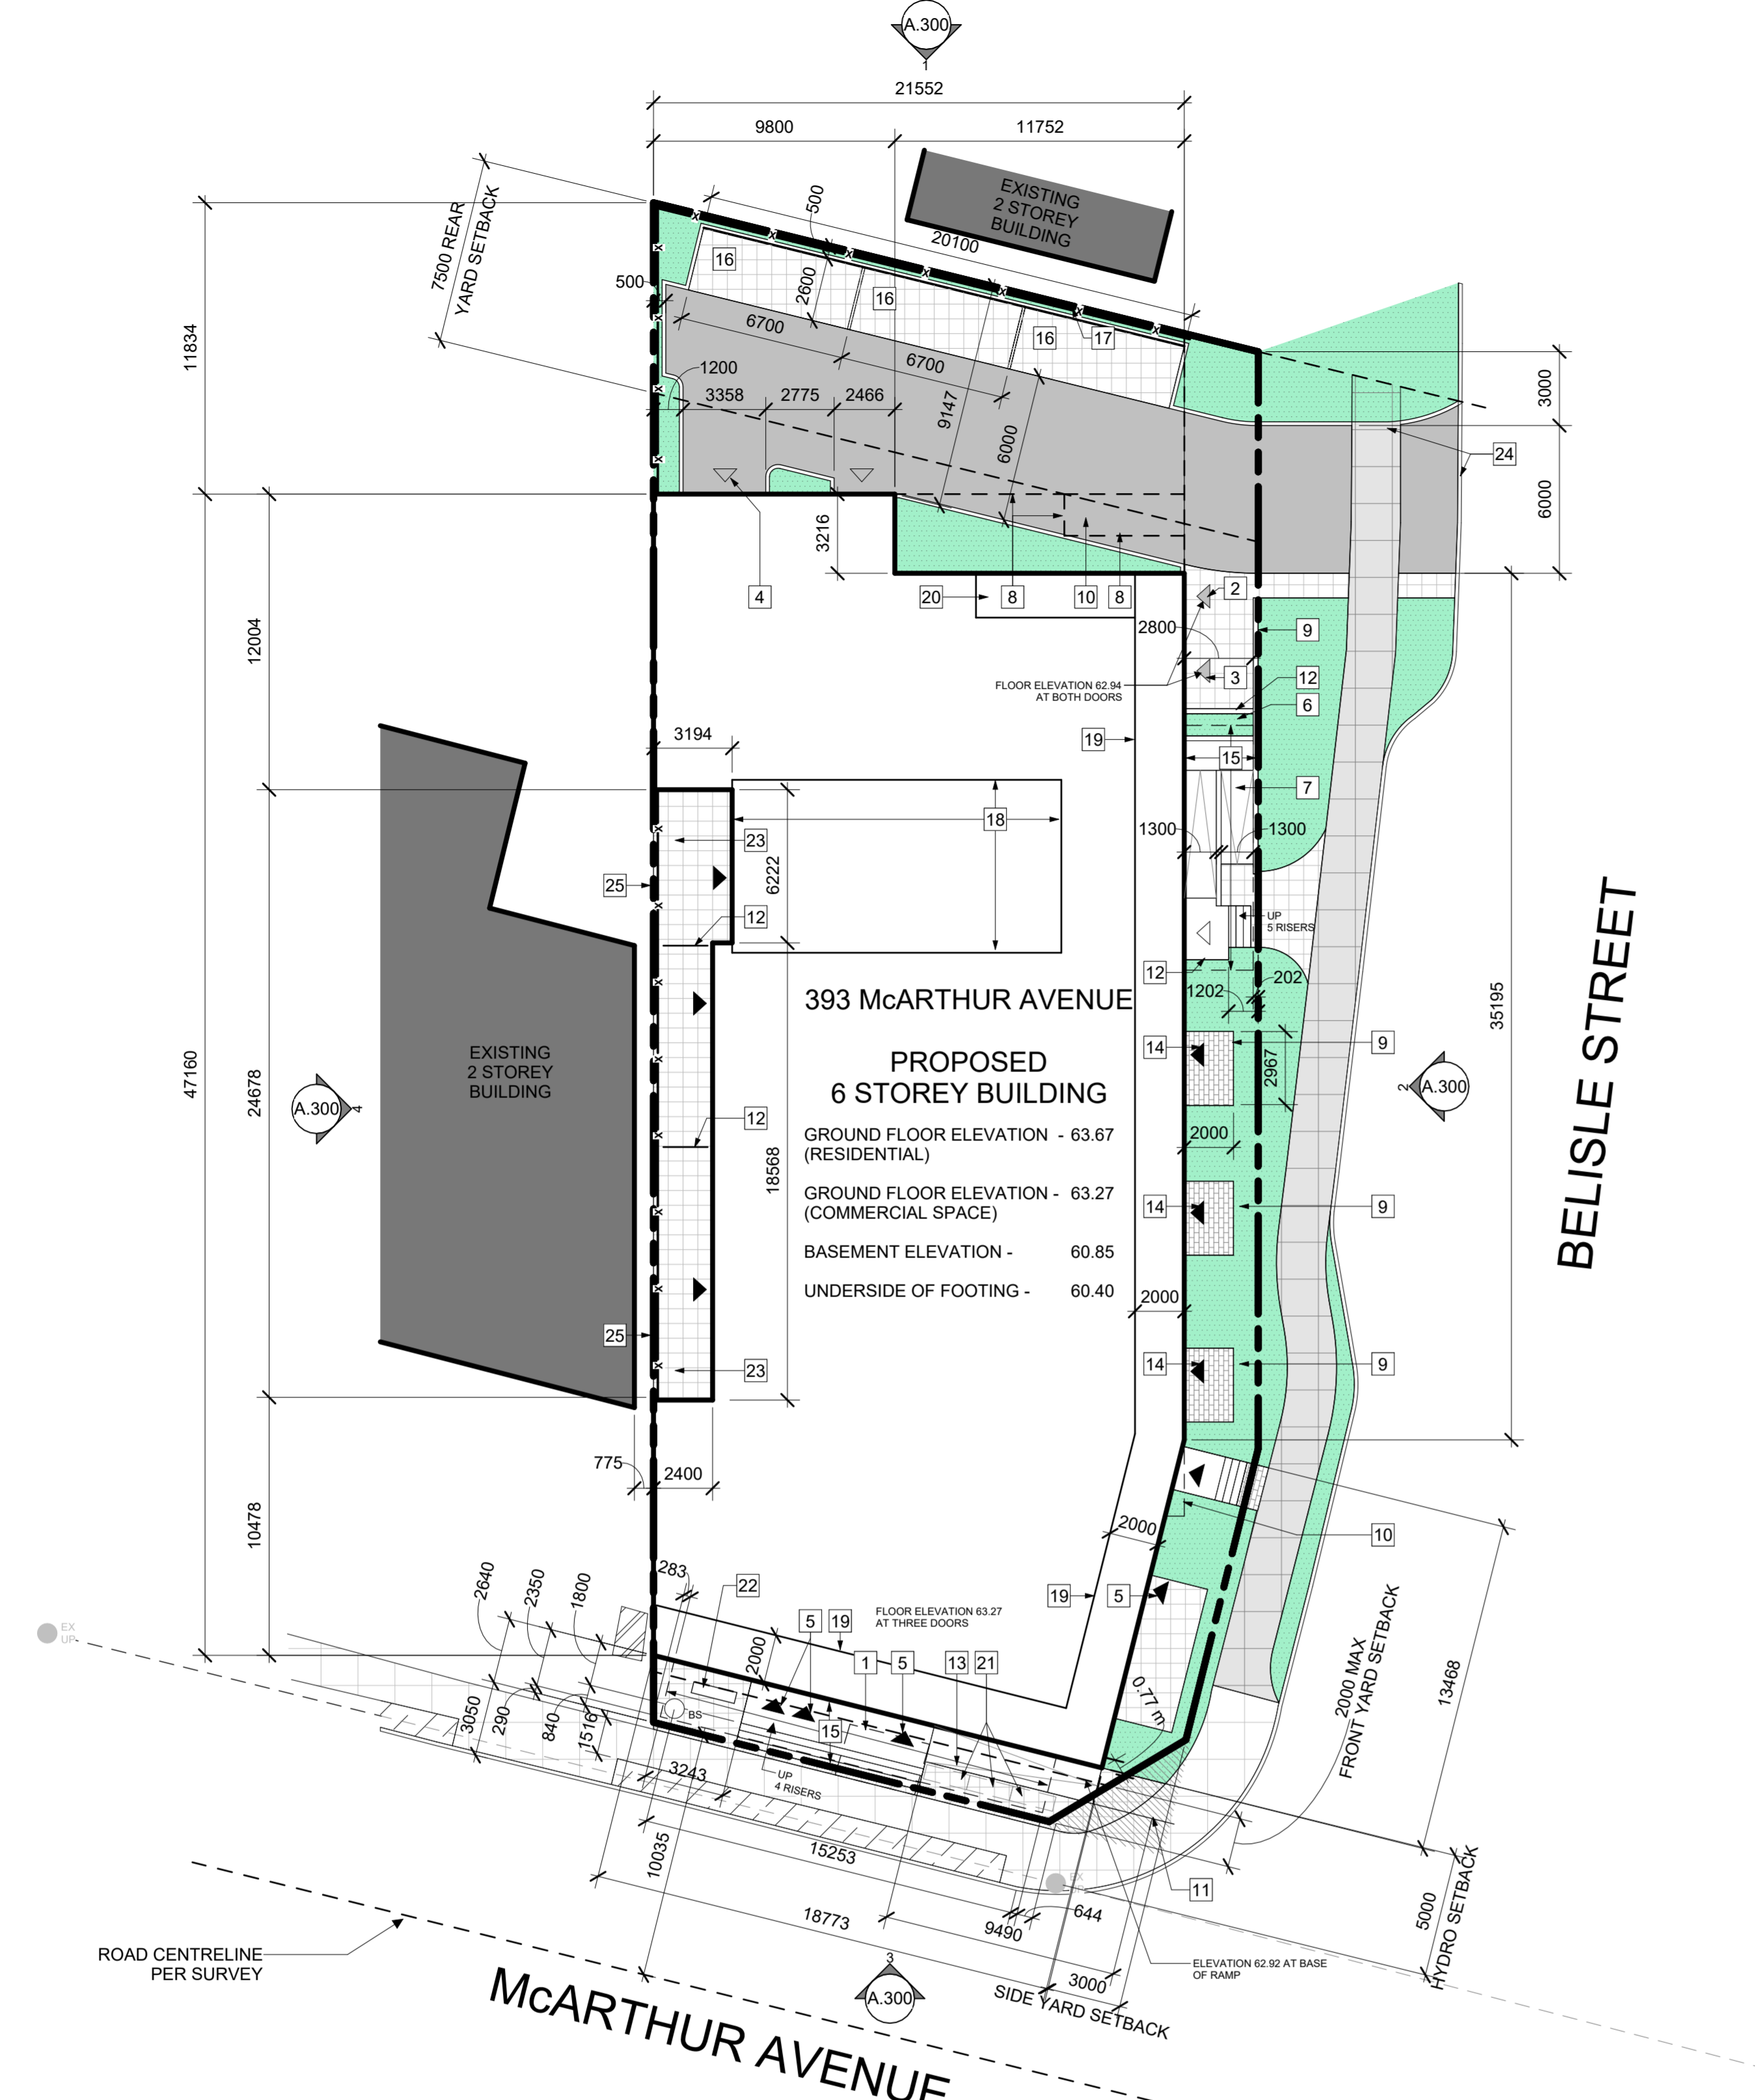 A.300
1
21552
9800
11752
EXISTING
2 STOREY
BUILDING
7500 REAR
YARD SETBACK
500
20100
16
2600
16
500
6700
16
17
11834
6700
1200
3358
2775
2466
9147
6000
3000
24
6000
3216
4
20
8
10
8
2
2800
9
3
FLOOR ELEVATION 62.94
AT BOTH DOORS
12
6
12004
3194
19
15
7
18
1300
1300
23
6222
25
12
UP
5 RISERS
12
202
1202
393 McARTHUR AVENUE
PROPOSED
6 STOREY BUILDING
GROUND FLOOR ELEVATION - 63.67
(RESIDENTIAL)
GROUND FLOOR ELEVATION - 63.27
(COMMERCIAL SPACE)
BASEMENT ELEVATION - 60.85
UNDERSIDE OF FOOTING - 60.40
EXISTING
2 STOREY
BUILDING
47160
24678
A.300
4
12
18568
14
9
2967
2000
14
9
2000
14
9
2
A.300
35195
BELISLE STREET
25
23
775
2400
10478
10
2000
283
22
2640
2350
1800
5
19
FLOOR ELEVATION 63.27
AT THREE DOORS
19
5
EX
UP
2000
1
5
13
21
0.77 m
2000 MAX
FRONT YARD SETBACK
13468
3050
290
840
1516
BS
15
3243
UP
4 RISERS
10035
15253
EX
UP
11
18773
9490
644
5000
HYDRO SETBACK
ROAD CENTRELINE
PER SURVEY
3
A.300
3000
SIDE YARD SETBACK
ELEVATION 62.92 AT BASE
OF RAMP
McARTHUR AVENUE